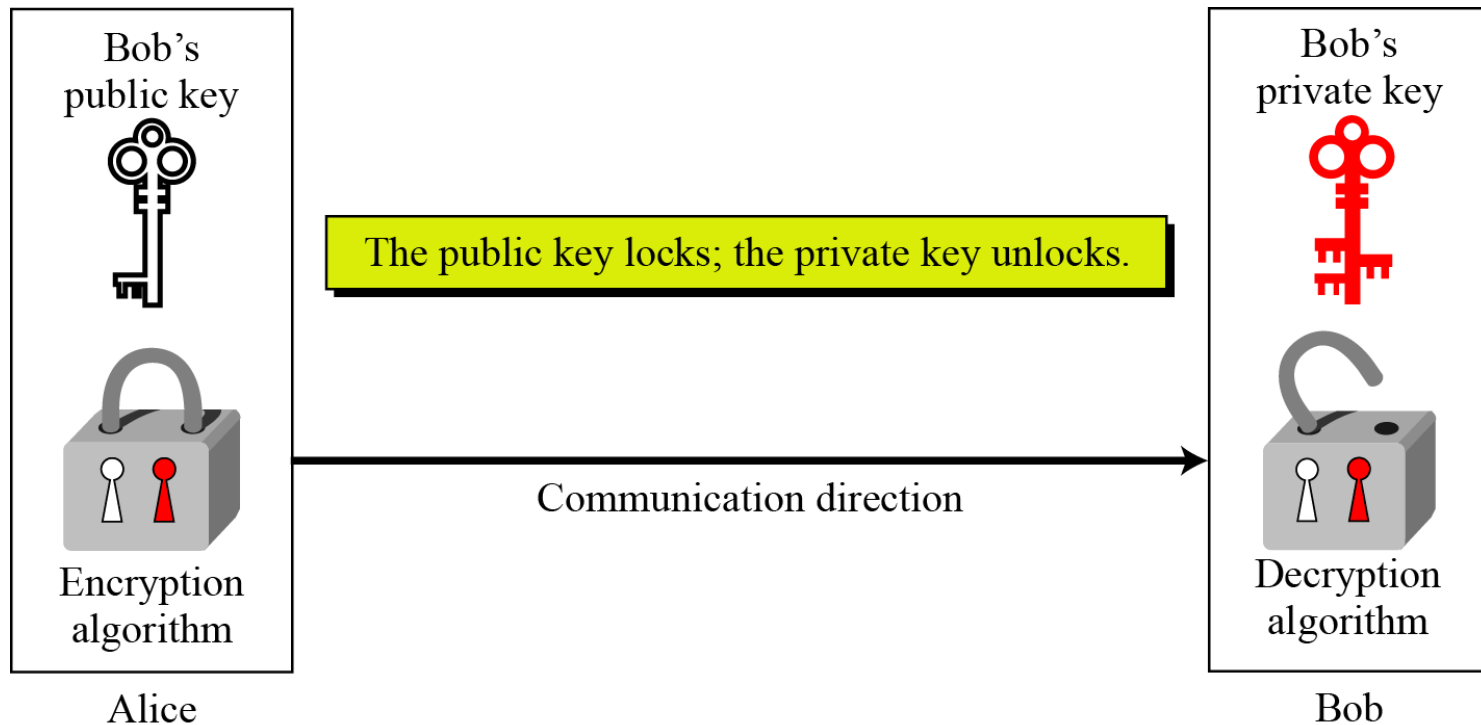 Bob’s
public key
Bob’s
private key
The public key locks; the private key unlocks.
Communication direction
Encryption
algorithm
Decryption
algorithm
Alice
Bob